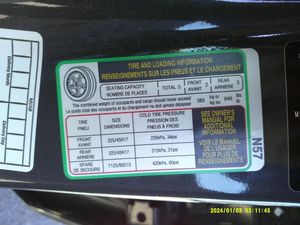 TIRE AND LOADING INFORMATION
RENSEIGNEMENTS SUR LES PNEUS ET LE CHARGEMENT
SEATING CAPACITY TOTAL 5 FRONT 2 REAR 3
NOMBRE DE PLACES AVANT ARRIÈRE
The combined weight of occupants and cargo should never exceed 385 kg or 849 lbs.
Le poids total des occupants et du chargement ne doit jamais dépasser kg ou lb.
TIRE SIZE COLD TIRE PRESSURE
PNEU DIMENSIONS PRESSION DES PNEUS À FROID
FRONT AVANT 225/45R17 235kPa, 34psi
REAR ARRIÈRE 225/45R17 215kPa, 31psi
SPARE DE SECOURS T125/80D15 420kPa, 60psi
SEE OWNER'S
MANUAL FOR
ADDITIONAL
INFORMATION
VOIR LE MANUEL
DE L'USAGER
POUR PLUS DE
RENSEIGNEMENTS
N57
Delivery Month
Delivery Day
2024/01/03 03:11:45